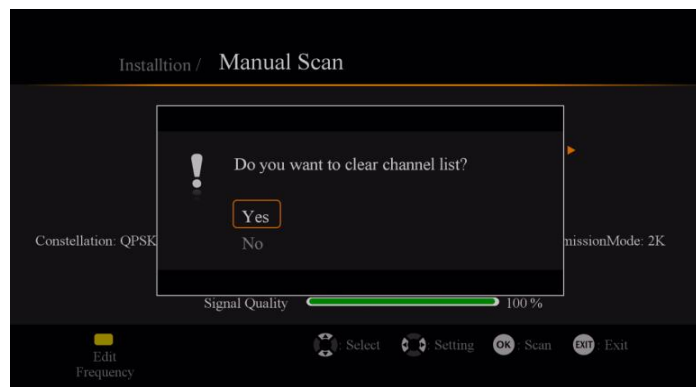 Installtion / Manual Scan
Do you want to clear channel list?
Yes
No
Constellation: QPSK
missionMode: 2K
Signal Quality 100 %
Edit
Frequency
: Select : Setting OK : Scan EXIT : Exit